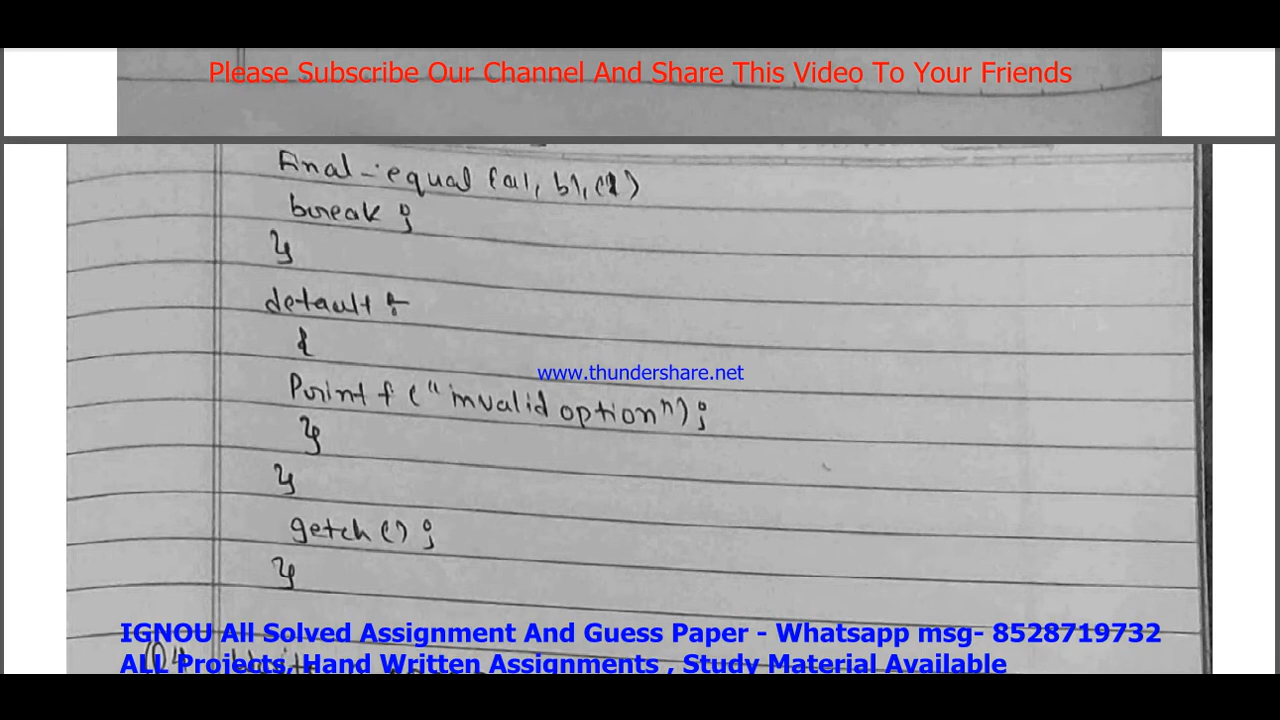 Please Subscribe Our Channel And Share This Video To Your Friends
Final - equal (a1, b1, c1)
break ;
}
default :-
{
Print f ("invalid option");
}
}
getch () ;
}
www.thundershare.net
IGNOU All Solved Assignment And Guess Paper - Whatsapp msg- 8528719732
ALL Projects, Hand Written Assignments , Study Material Available